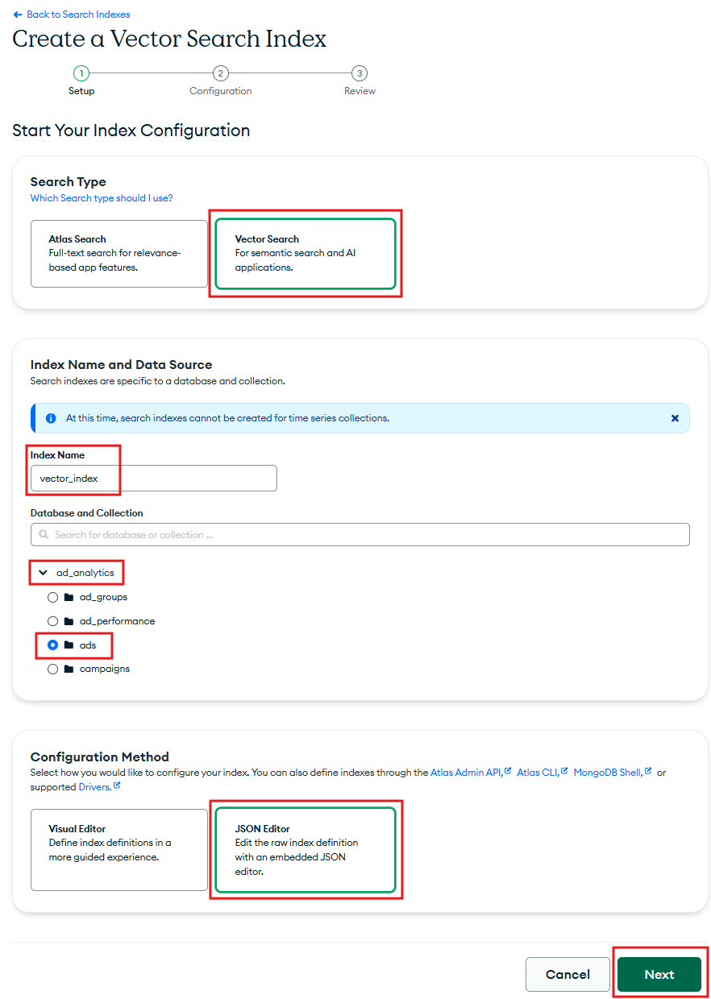 Back to Search Indexes
Create a Vector Search Index
1 2 3
Setup Configuration Review
Start Your Index Configuration
Search Type
Which Search type should I use?
Atlas Search
Full-text search for relevance-
based app features.
Vector Search
For semantic search and AI
applications.
Index Name and Data Source
Search indexes are specific to a database and collection.
At this time, search indexes cannot be created for time series collections.
Index Name
vector_index
Database and Collection
Search for database or collection ...
ad_analytics
ad_groups
ad_performance
ads
campaigns
Configuration Method
Select how you would like to configure your index. You can also define indexes through the Atlas Admin API, Atlas CLI, MongoDB Shell, or
supported Drivers.
Visual Editor
Define index definitions in a
more guided experience.
JSON Editor
Edit the raw index definition
with an embedded JSON
editor.
Cancel Next